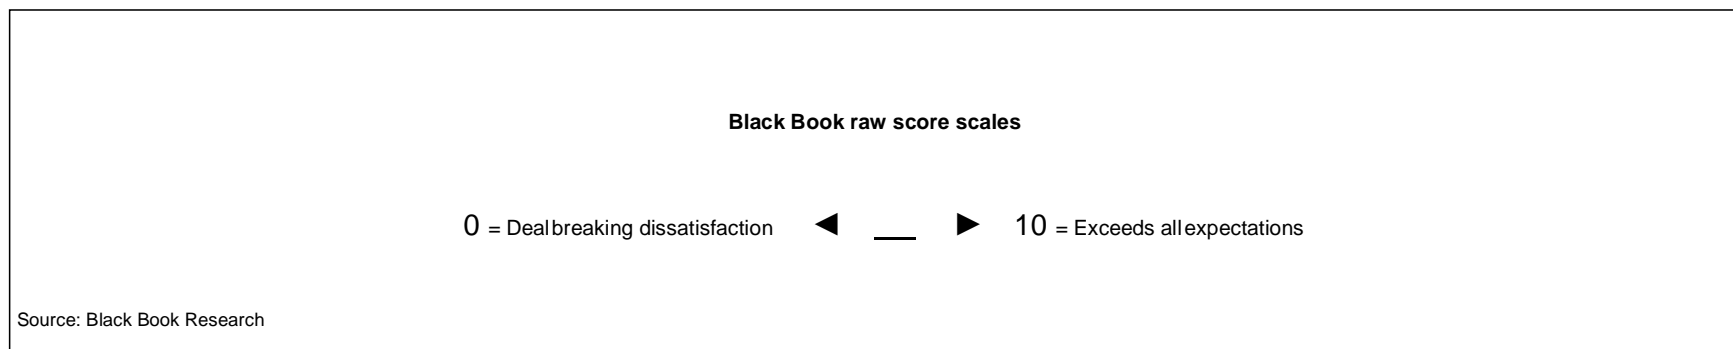 Black Book raw score scales
0 = Dealbreaking dissatisfaction ◄ __ ► 10 = Exceeds all expectations
Source: Black Book Research